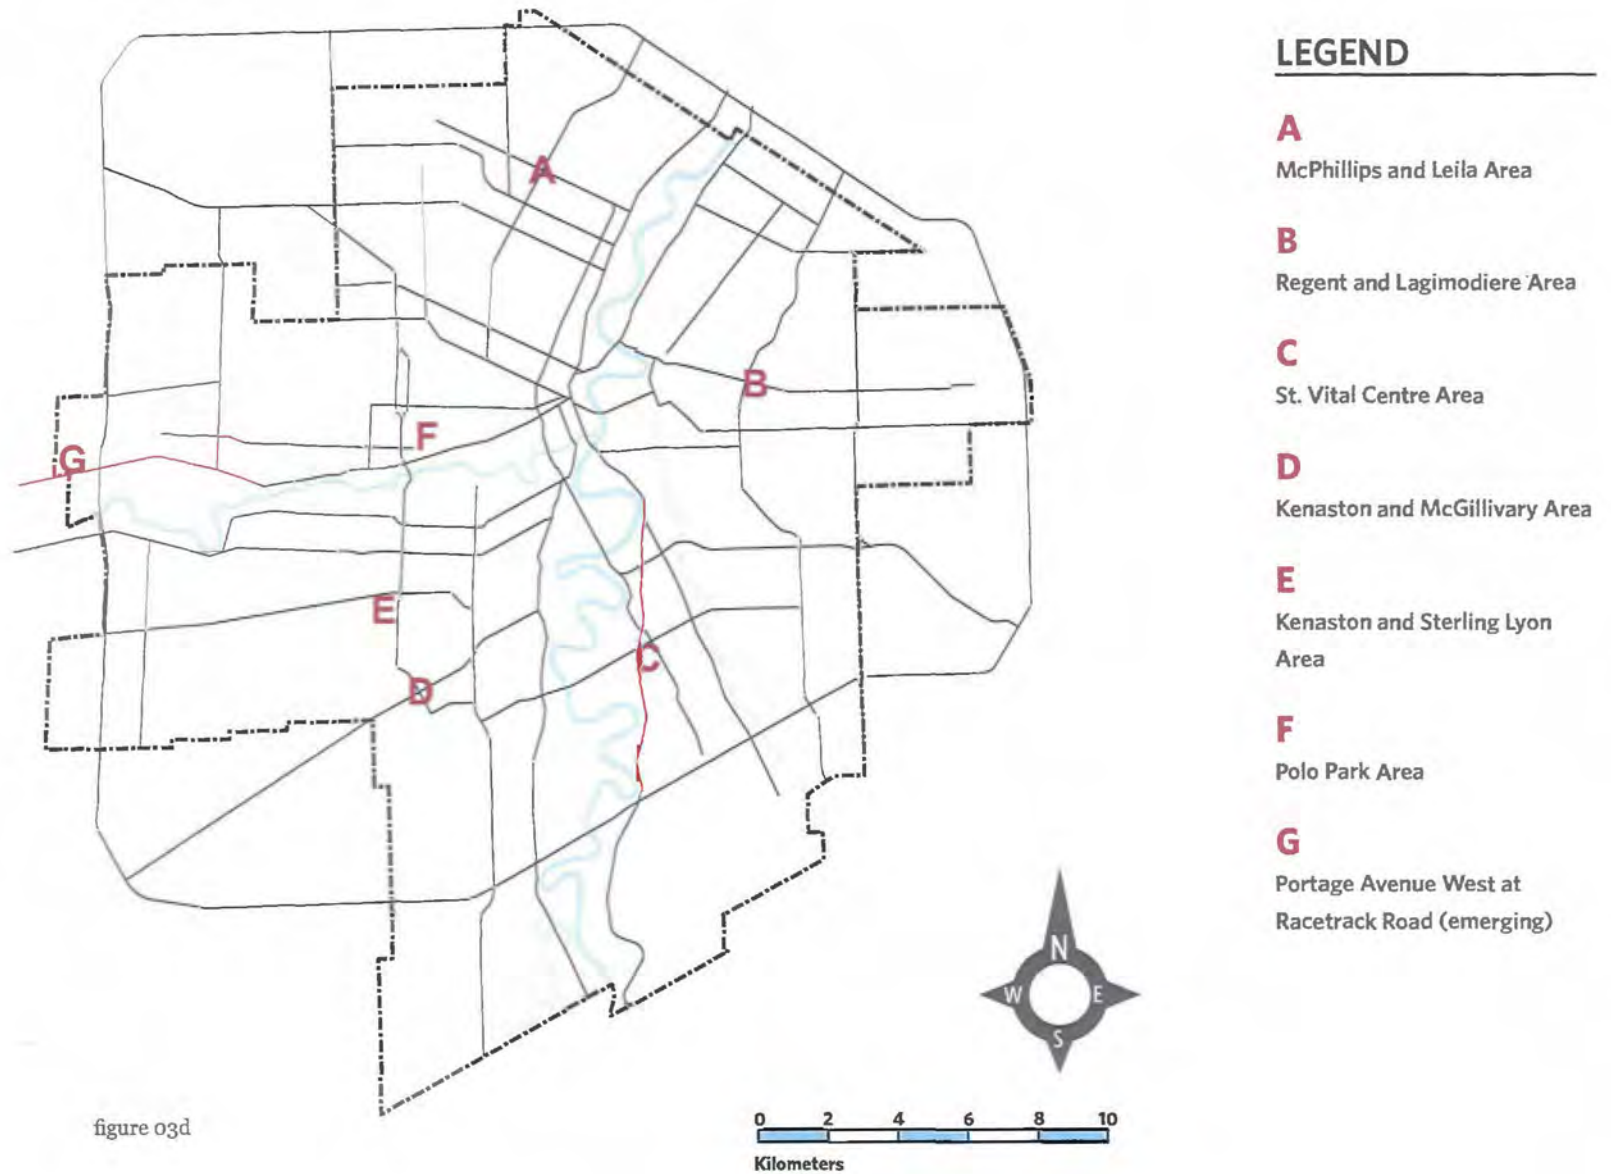 LEGEND
A
McPhillips and Leila Area
B
Regent and Lagimodiere Area
C
St. Vital Centre Area
D
Kenaston and McGillivary Area
E
Kenaston and Sterling Lyon
Area
F
Polo Park Area
G
Portage Avenue West at
Racetrack Road (emerging)
A
B
F
G
E
C
D
N
W E
S
0 2 4 6 8 10
Kilometers
figure 03d